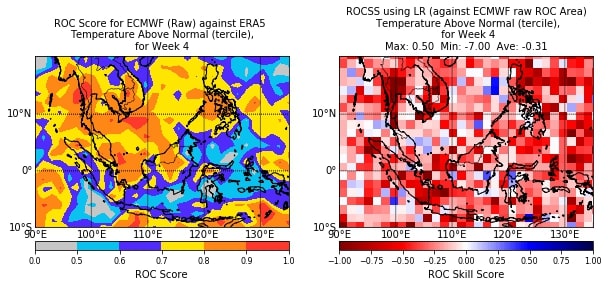 ROC Score for ECMWF (Raw) against ERA5
Temperature Above Normal (tercile),
for Week 4
10°N
0°
10°S
90°E 100°E 110°E 120°E 130°E
0.0 0.5 0.6 0.7 0.8 0.9 1.0
ROC Score
ROCSS using LR (against ECMWF raw ROC Area)
Temperature Above Normal (tercile),
for Week 4
Max: 0.50 Min: -7.00 Ave: -0.31
10°N
0°
10°S
90°E 100°E 110°E 120°E 130°E
−1.00 −0.75 −0.50 −0.25 0.00 0.25 0.50 0.75 1.00
ROC Skill Score